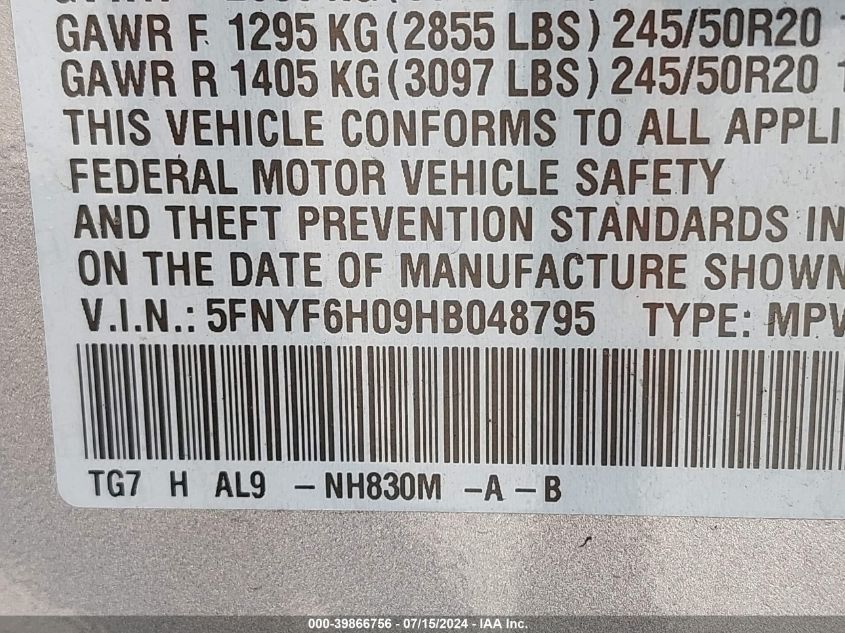 GAWR F 1295 KG (2855 LBS) 245/50R20
GAWR R 1405 KG (3097 LBS) 245/50R20
THIS VEHICLE CONFORMS TO ALL APPLI
FEDERAL MOTOR VEHICLE SAFETY
AND THEFT PREVENTION STANDARDS IN
ON THE DATE OF MANUFACTURE SHOWN
V.I.N.: 5FNYF6H09HB048795 TYPE: MPV
TG7 H AL9 - NH830M - A - B
000-39866756 - 07/15/2024 - IAA Inc.